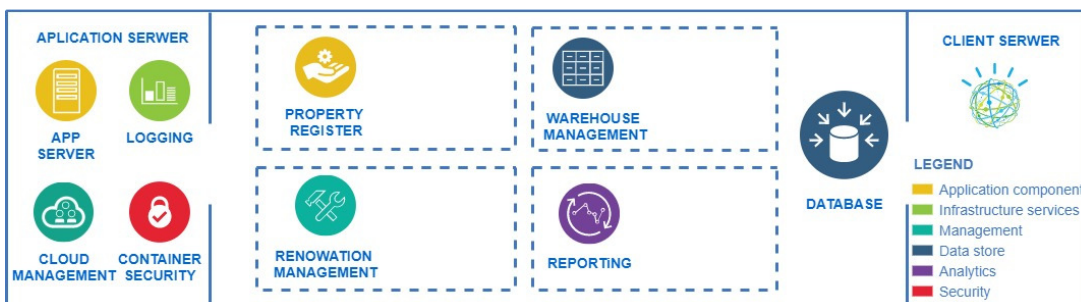 APLICATION SERWER
APP
SERVER
LOGGING
CLOUD
MANAGEMENT
CONTAINER
SECURITY
PROPERTY
REGISTER
WAREHOUSE
MANAGEMENT
RENOWATION
MANAGEMENT
REPORTiNG
DATABASE
CLIENT SERWER
LEGEND
Application component
Infrastructure services
Management
Data store
Analytics
Security